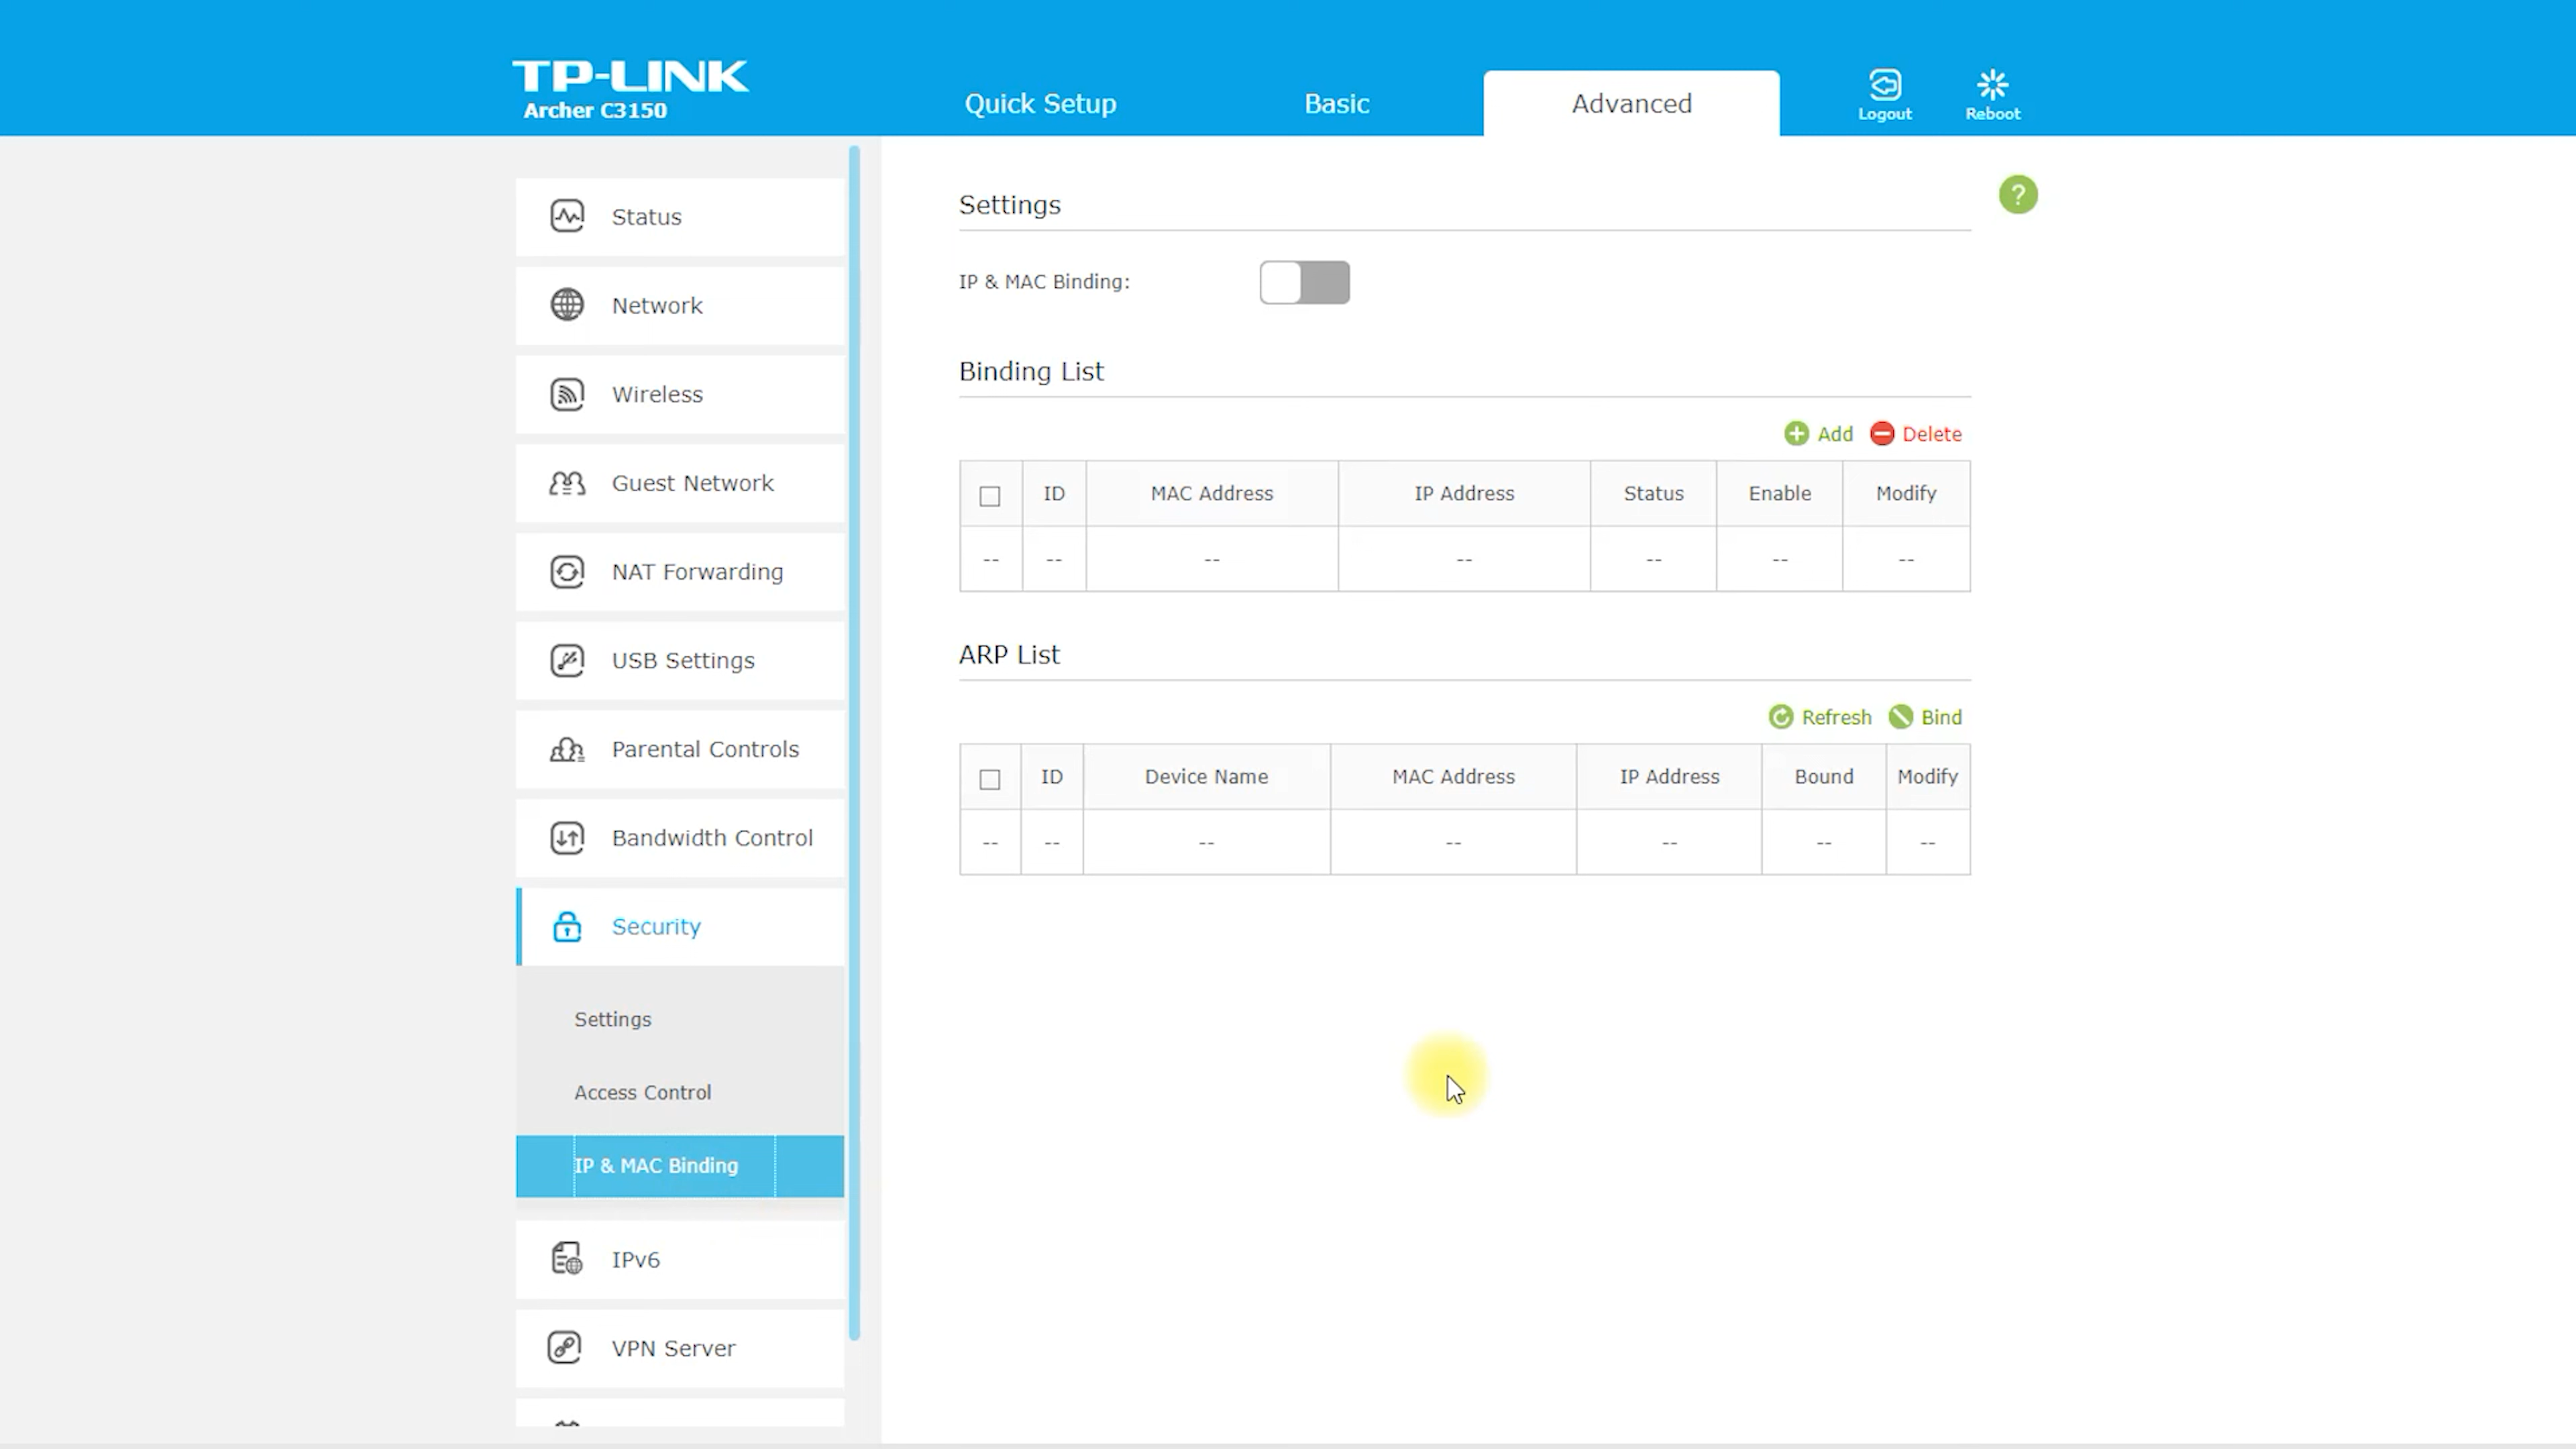 TP-LINK
Archer C3150
Quick Setup
Basic
Advanced
Logout
Reboot
Status
Network
Wireless
Guest Network
NAT Forwarding
USB Settings
Parental Controls
Bandwidth Control
Security
Settings
Access Control
IP & MAC Binding
IPv6
VPN Server
Settings
?
IP & MAC Binding:
Binding List
Add Delete
ID MAC Address IP Address Status Enable Modify
-- -- -- -- -- -- --
ARP List
Refresh Bind
ID Device Name MAC Address IP Address Bound Modify
-- -- -- -- -- -- --